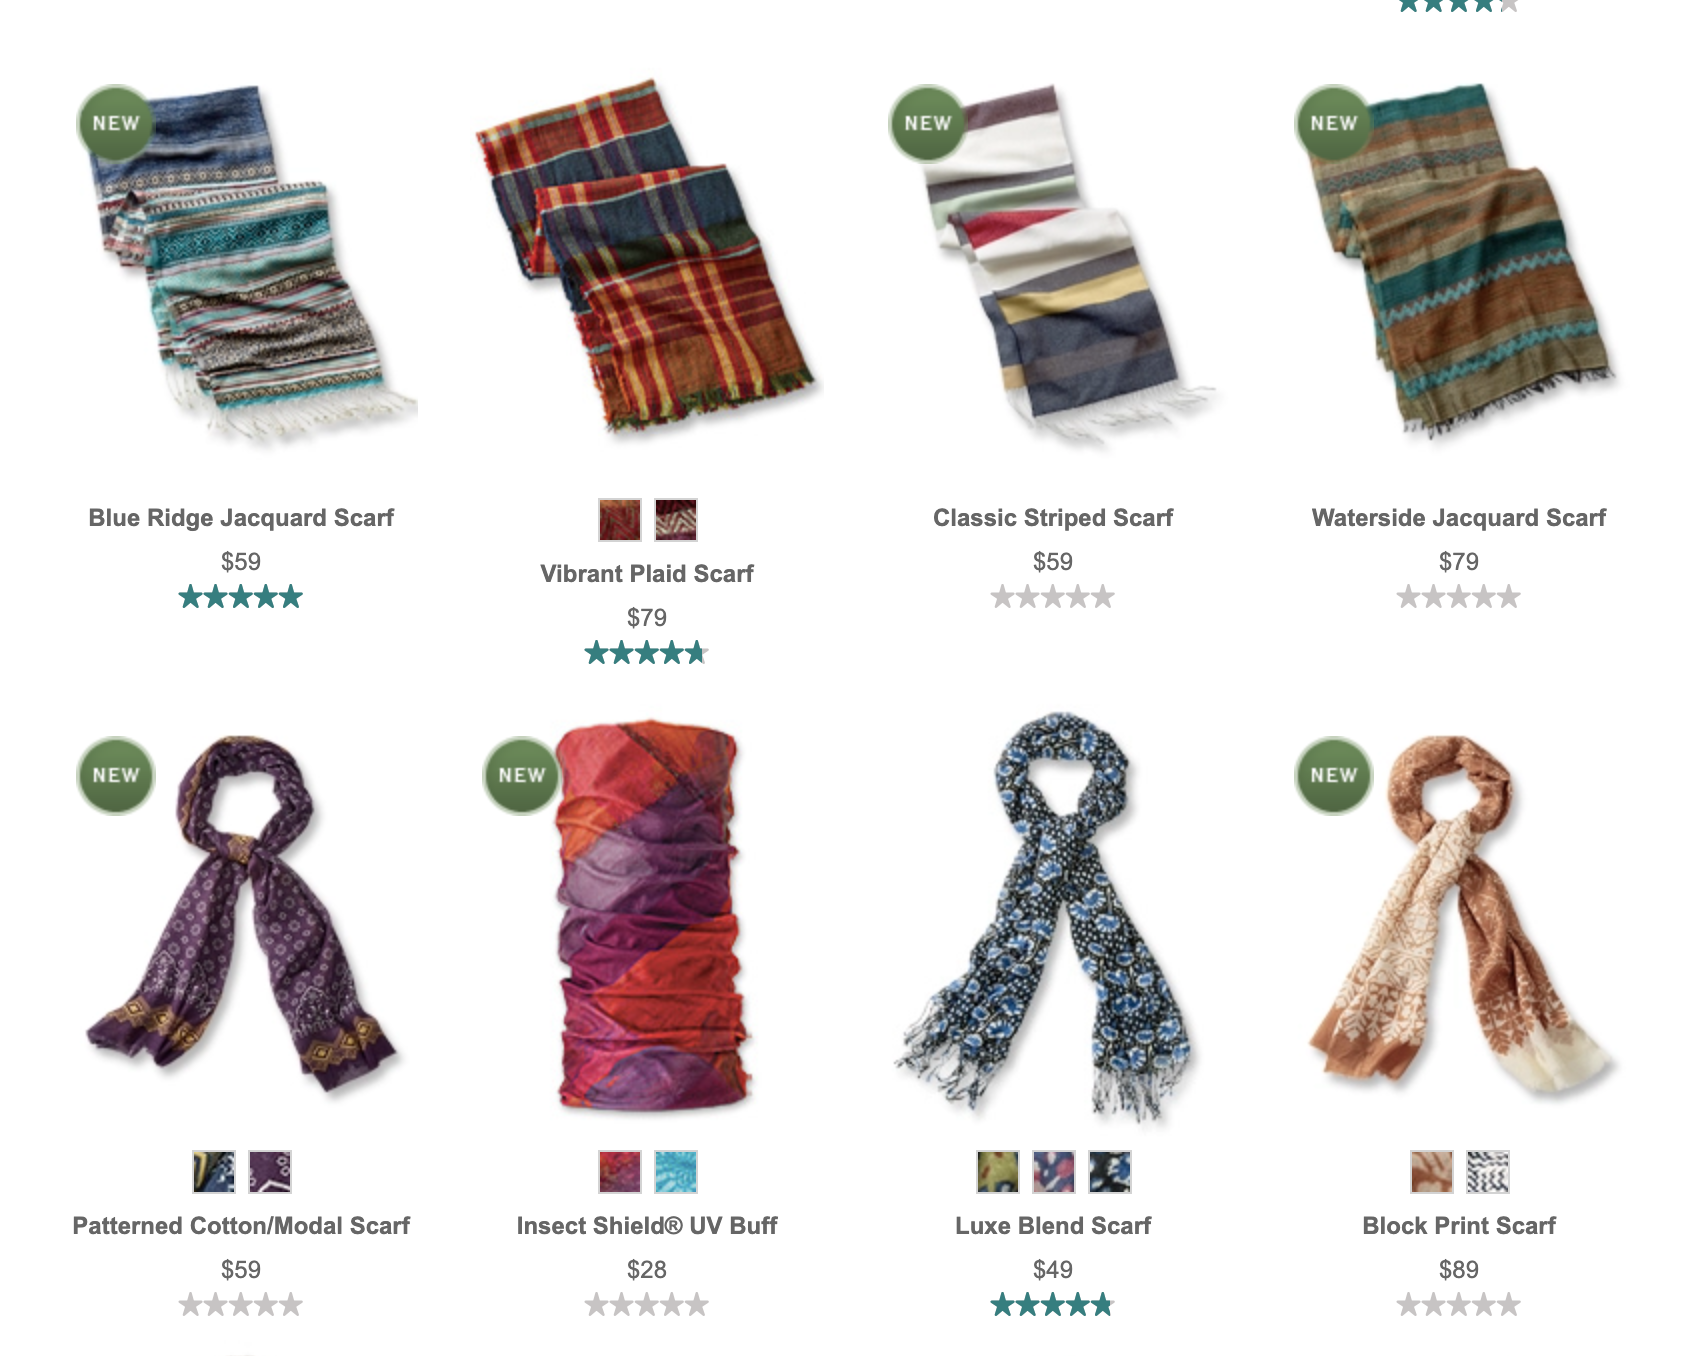 NEW
NEW
NEW
Blue Ridge Jacquard Scarf
$59
Vibrant Plaid Scarf
$79
Classic Striped Scarf
$59
Waterside Jacquard Scarf
$79
NEW
NEW
NEW
Patterned Cotton/Modal Scarf
$59
Insect Shield® UV Buff
$28
Luxe Blend Scarf
$49
Block Print Scarf
$89